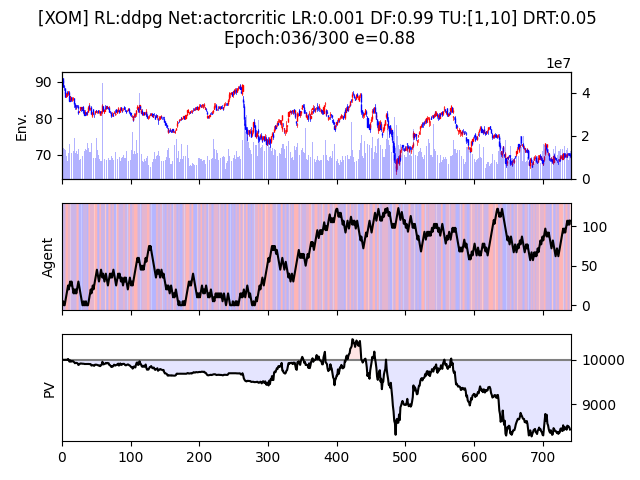 [XOM] RL:ddpg Net:actorcritic LR:0.001 DF:0.99 TU:[1,10] DRT:0.05
Epoch:036/300 e=0.88
1e7
Env.
90
80
70
4
2
0
Agent
100
50
0
PV
10000
9000
0 100 200 300 400 500 600 700